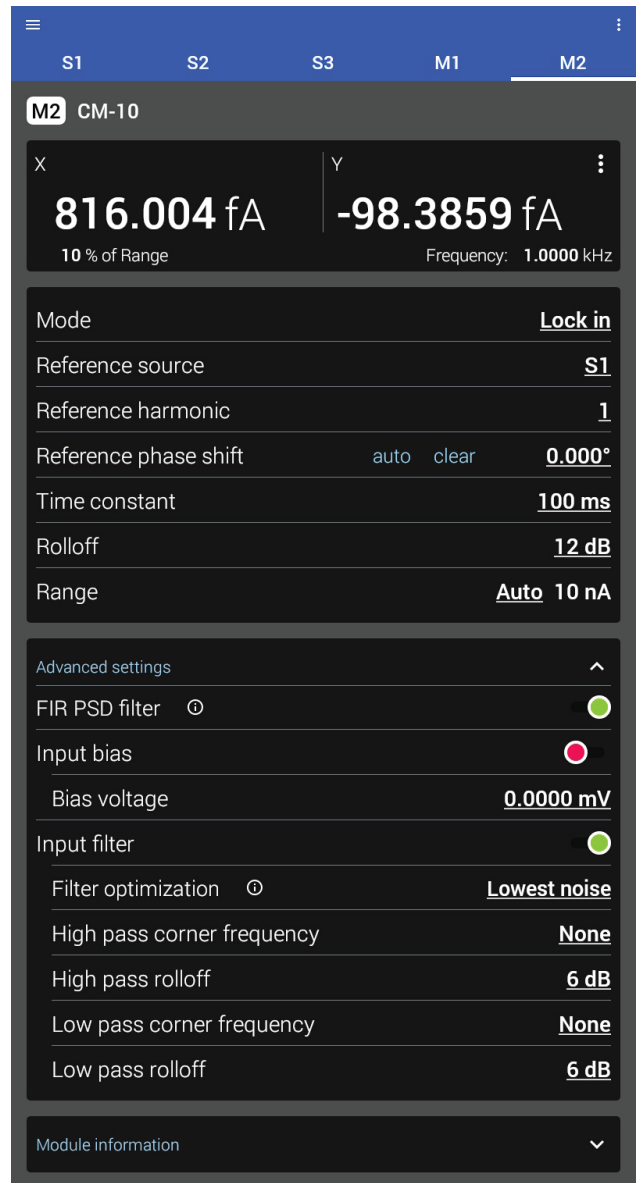 S1 S2 S3 M1 M2
M2 CM-10
X Y
816.004 fA -98.3859 fA
10 % of Range Frequency: 1.0000 kHz
Mode Lock in
Reference source S1
Reference harmonic 1
Reference phase shift auto clear 0.000°
Time constant 100 ms
Rolloff 12 dB
Range Auto 10 nA
Advanced settings
FIR PSD filter
Input bias
Bias voltage 0.0000 mV
Input filter
Filter optimization Lowest noise
High pass corner frequency None
High pass rolloff 6 dB
Low pass corner frequency None
Low pass rolloff 6 dB
Module information